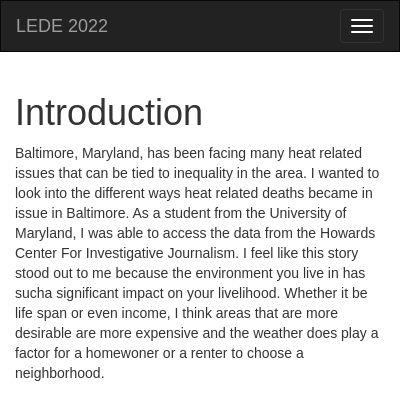 LEDE 2022
Introduction
Baltimore, Maryland, has been facing many heat related
issues that can be tied to inequality in the area. I wanted to
look into the different ways heat related deaths became in
issue in Baltimore. As a student from the University of
Maryland, I was able to access the data from the Howards
Center For Investigative Journalism. I feel like this story
stood out to me because the environment you live in has
sucha significant impact on your livelihood. Whether it be
life span or even income, I think areas that are more
desirable are more expensive and the weather does play a
factor for a homewoner or a renter to choose a
neighborhood.